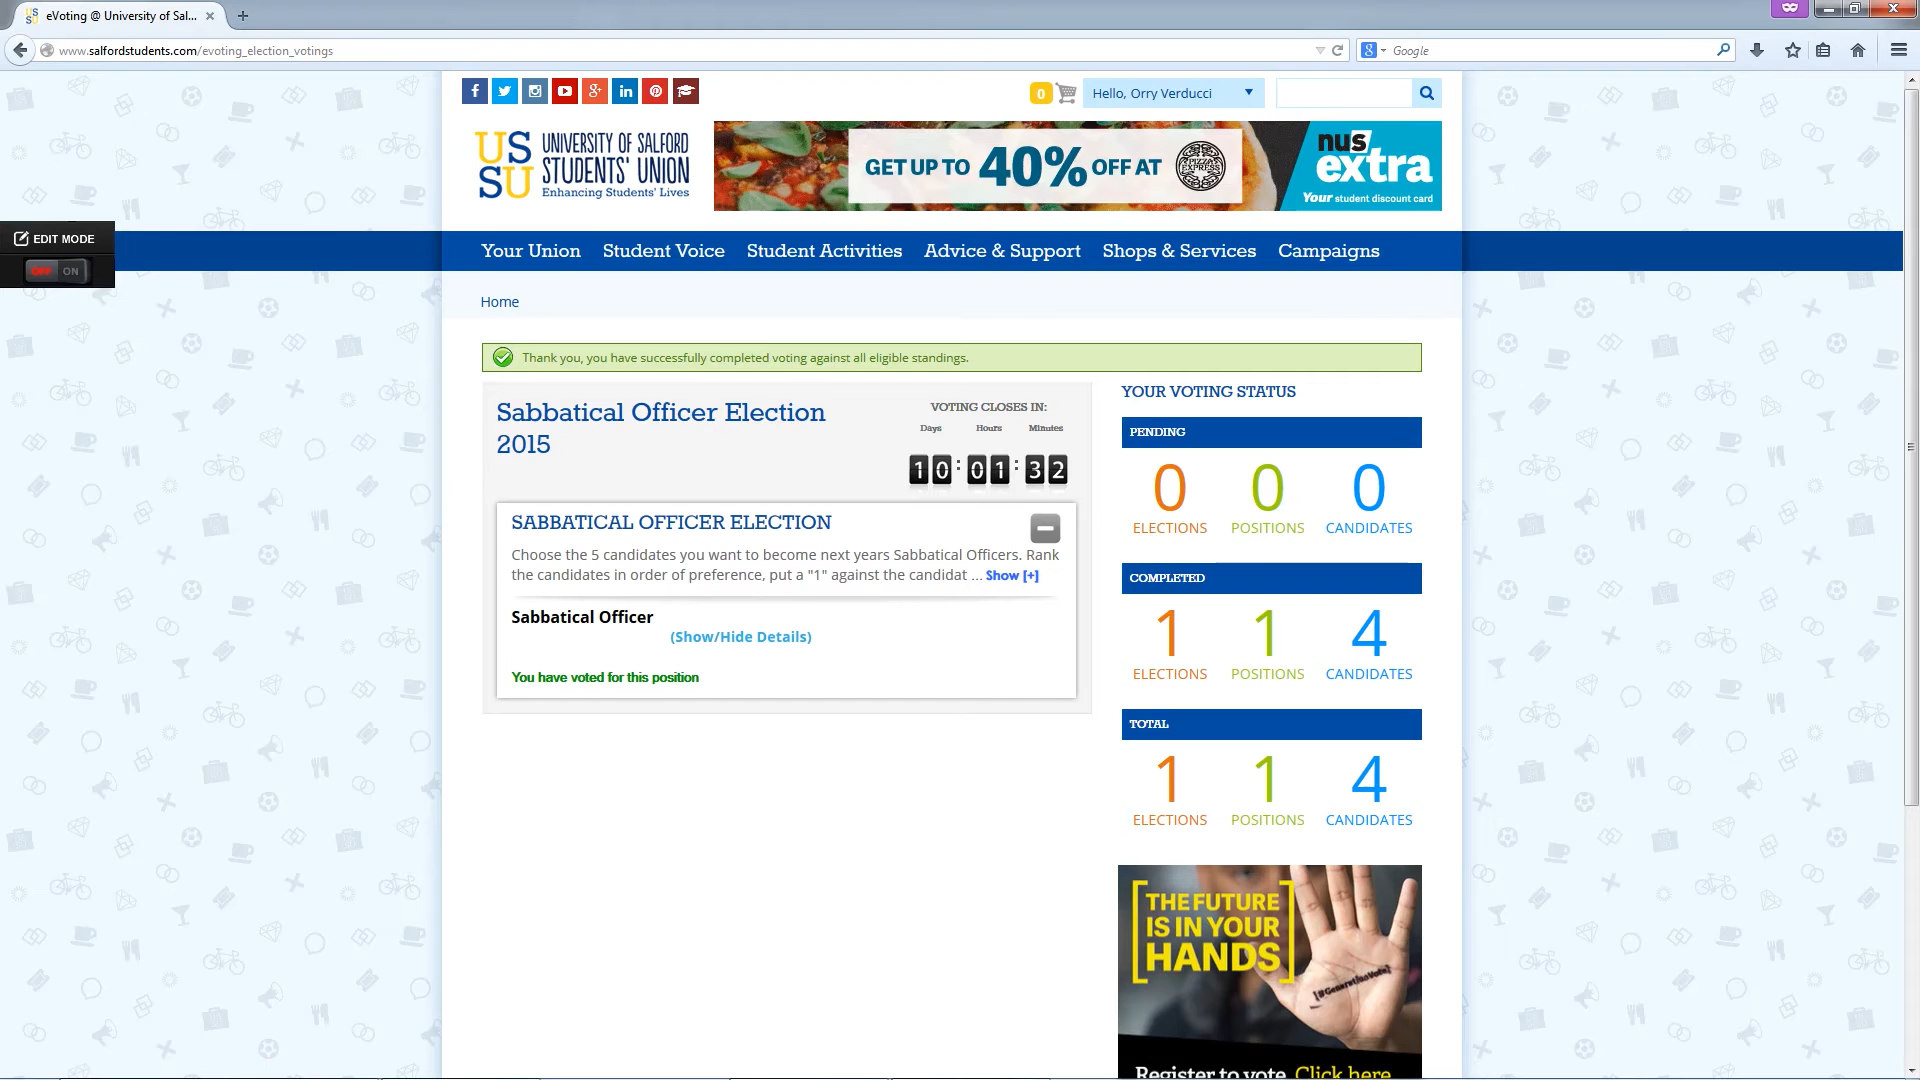 eVoting @ University of Sal...
www.salfordstudents.com/evoting_election_votings
Google
0
Hello, Orry Verducci
US
SU
UNIVERSITY OF SALFORD
STUDENTS' UNION
Enhancing Students' Lives
GET UP TO 40% OFF AT
PIZZA EXPRESS
nus
extra
Your student discount card
EDIT MODE
OFF ON
Your Union Student Voice Student Activities Advice & Support Shops & Services Campaigns
Home
Thank you, you have successfully completed voting against all eligible standings.
Sabbatical Officer Election
2015
VOTING CLOSES IN:
Days Hours Minutes
10:01:32
SABBATICAL OFFICER ELECTION
Choose the 5 candidates you want to become next years Sabbatical Officers. Rank
the candidates in order of preference, put a "1" against the candidat ... Show [+]
Sabbatical Officer
(Show/Hide Details)
You have voted for this position
YOUR VOTING STATUS
PENDING
0 0 0
ELECTIONS POSITIONS CANDIDATES
COMPLETED
1 1 4
ELECTIONS POSITIONS CANDIDATES
TOTAL
1 1 4
ELECTIONS POSITIONS CANDIDATES
[THE FUTURE
IS IN YOUR
HANDS]
[#GenerationVote]
Register to vote. Click here